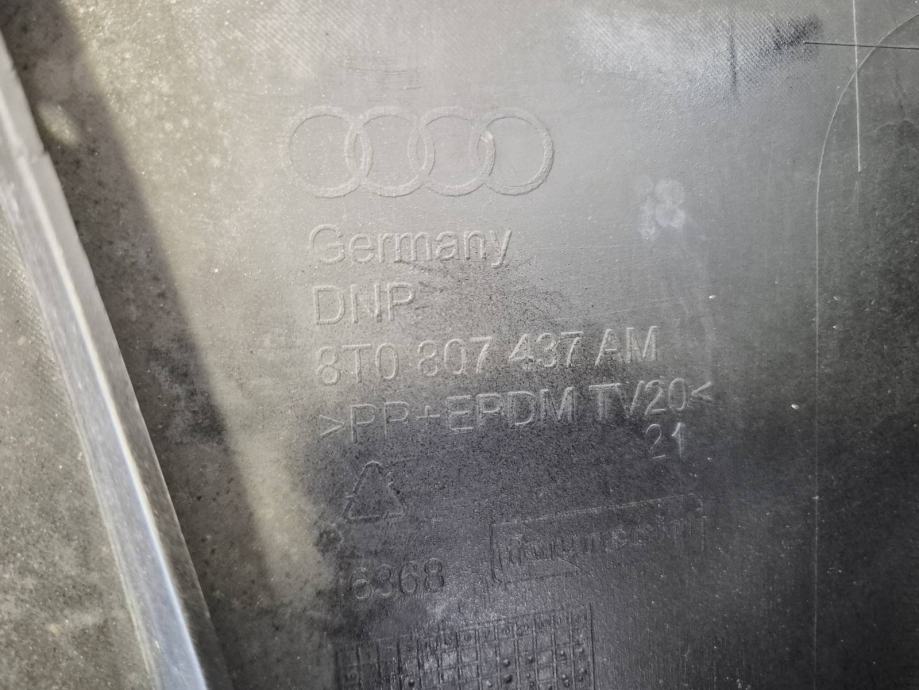 Germany
DNP
8T0 807 437 AM
>PP+EPDM TV20<
21
6368